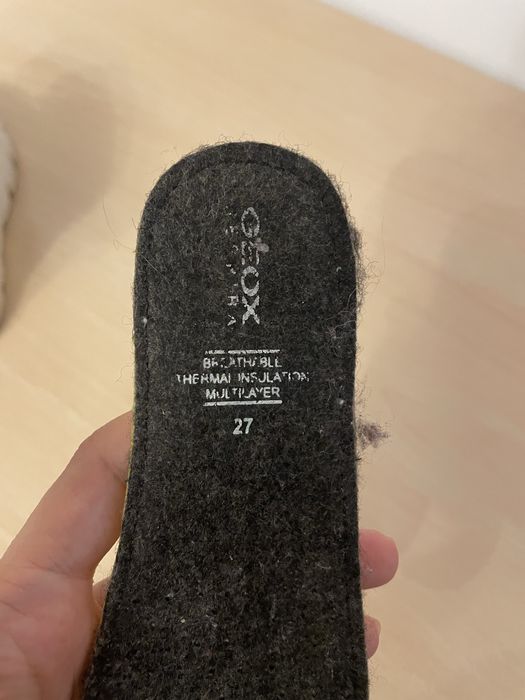 GEOX
BREATHABLE
THERMAL INSULATION
MULTILAYER
27